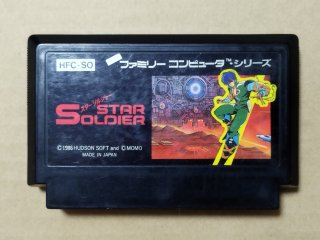 HFC-SO
ファミリー コンピュータ™シリーズ
スターソルジャー
STAR
SOLDIER
©1986 HUDSON SOFT and © MOMO
MADE IN JAPAN